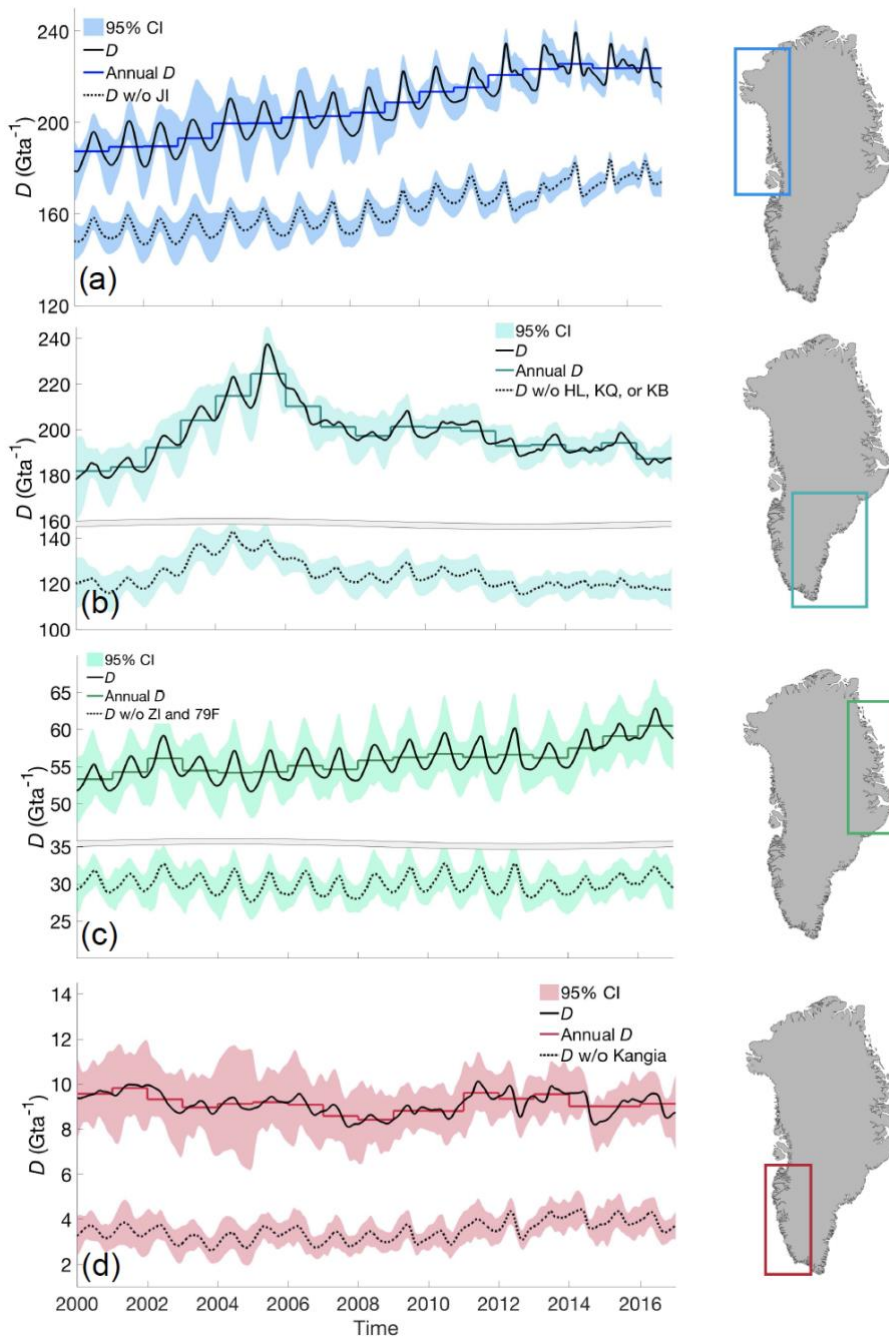 240
200
160
120
D (Gta⁻¹)
95% CI
D
Annual D
D w/o JI
(a)
240
220
200
180
160
140
120
100
D (Gta⁻¹)
95% CI
D
Annual D
D w/o HL, KQ, or KB
(b)
65
60
55
50
35
30
25
D (Gta⁻¹)
95% CI
D
Annual D
D w/o ZI and 79F
(c)
14
12
10
8
6
4
2
D (Gta⁻¹)
95% CI
D
Annual D
D w/o Kangia
(d)
2000 2002 2004 2006 2008 2010 2012 2014 2016
Time